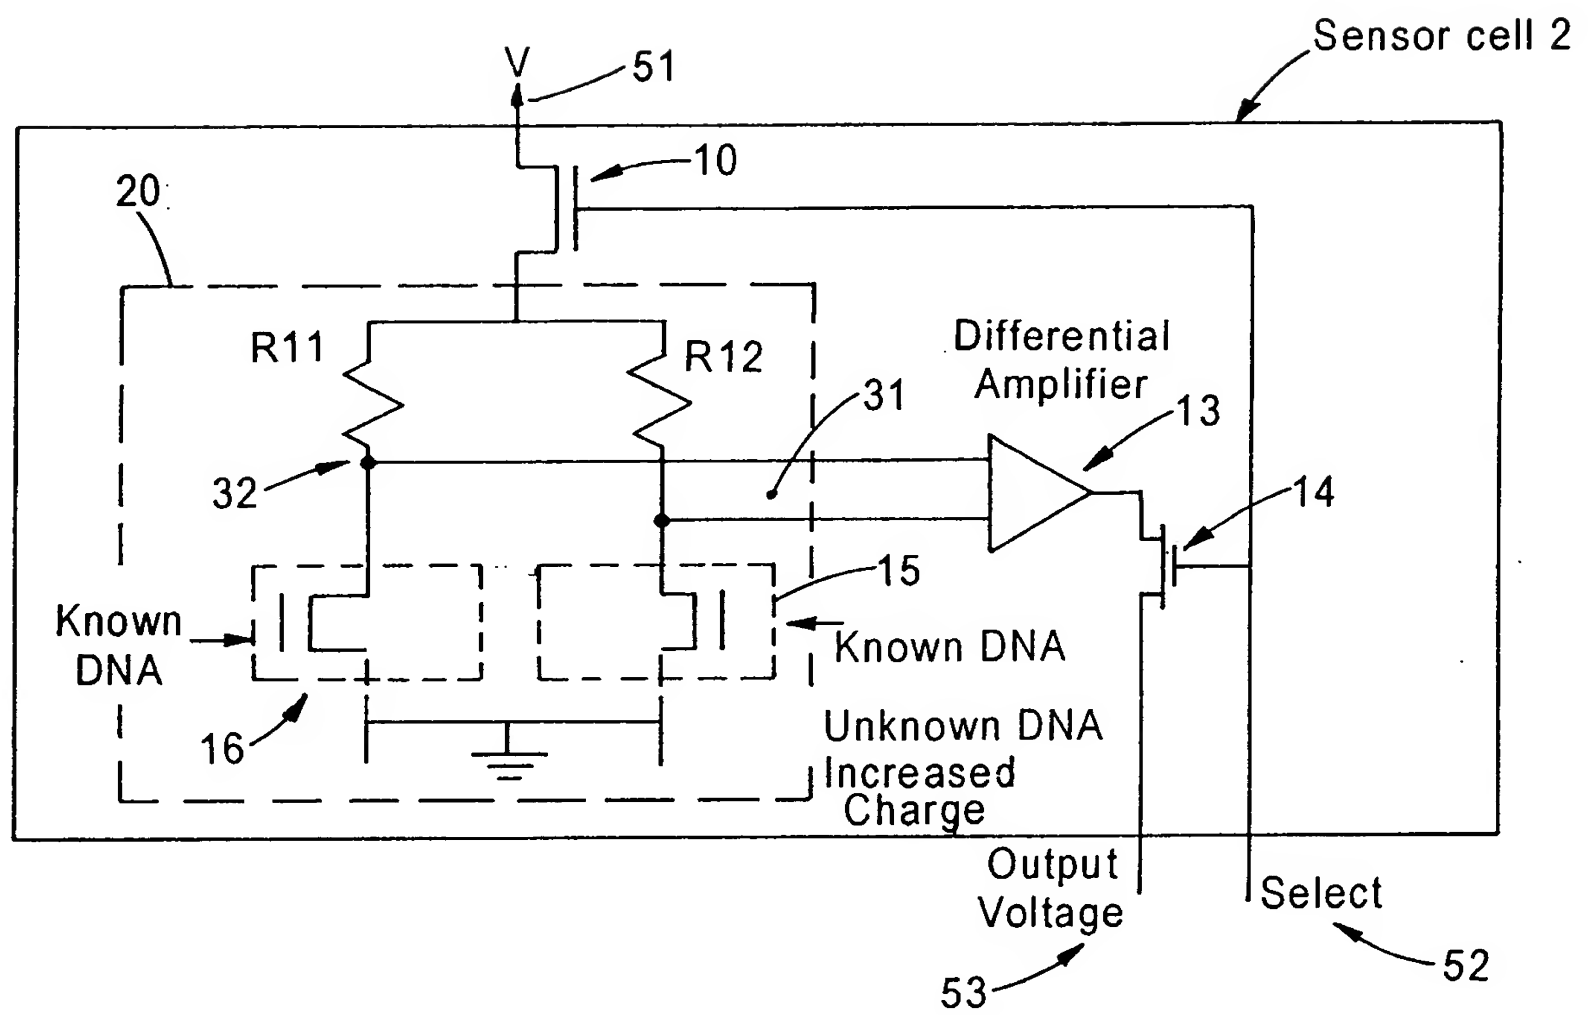 Sensor cell 2
V
51
10
20
R11
R12
Differential
Amplifier
31
13
32
14
15
Known
DNA
Known DNA
16
Unknown DNA
Increased
Charge
Output
Voltage
Select
53
52